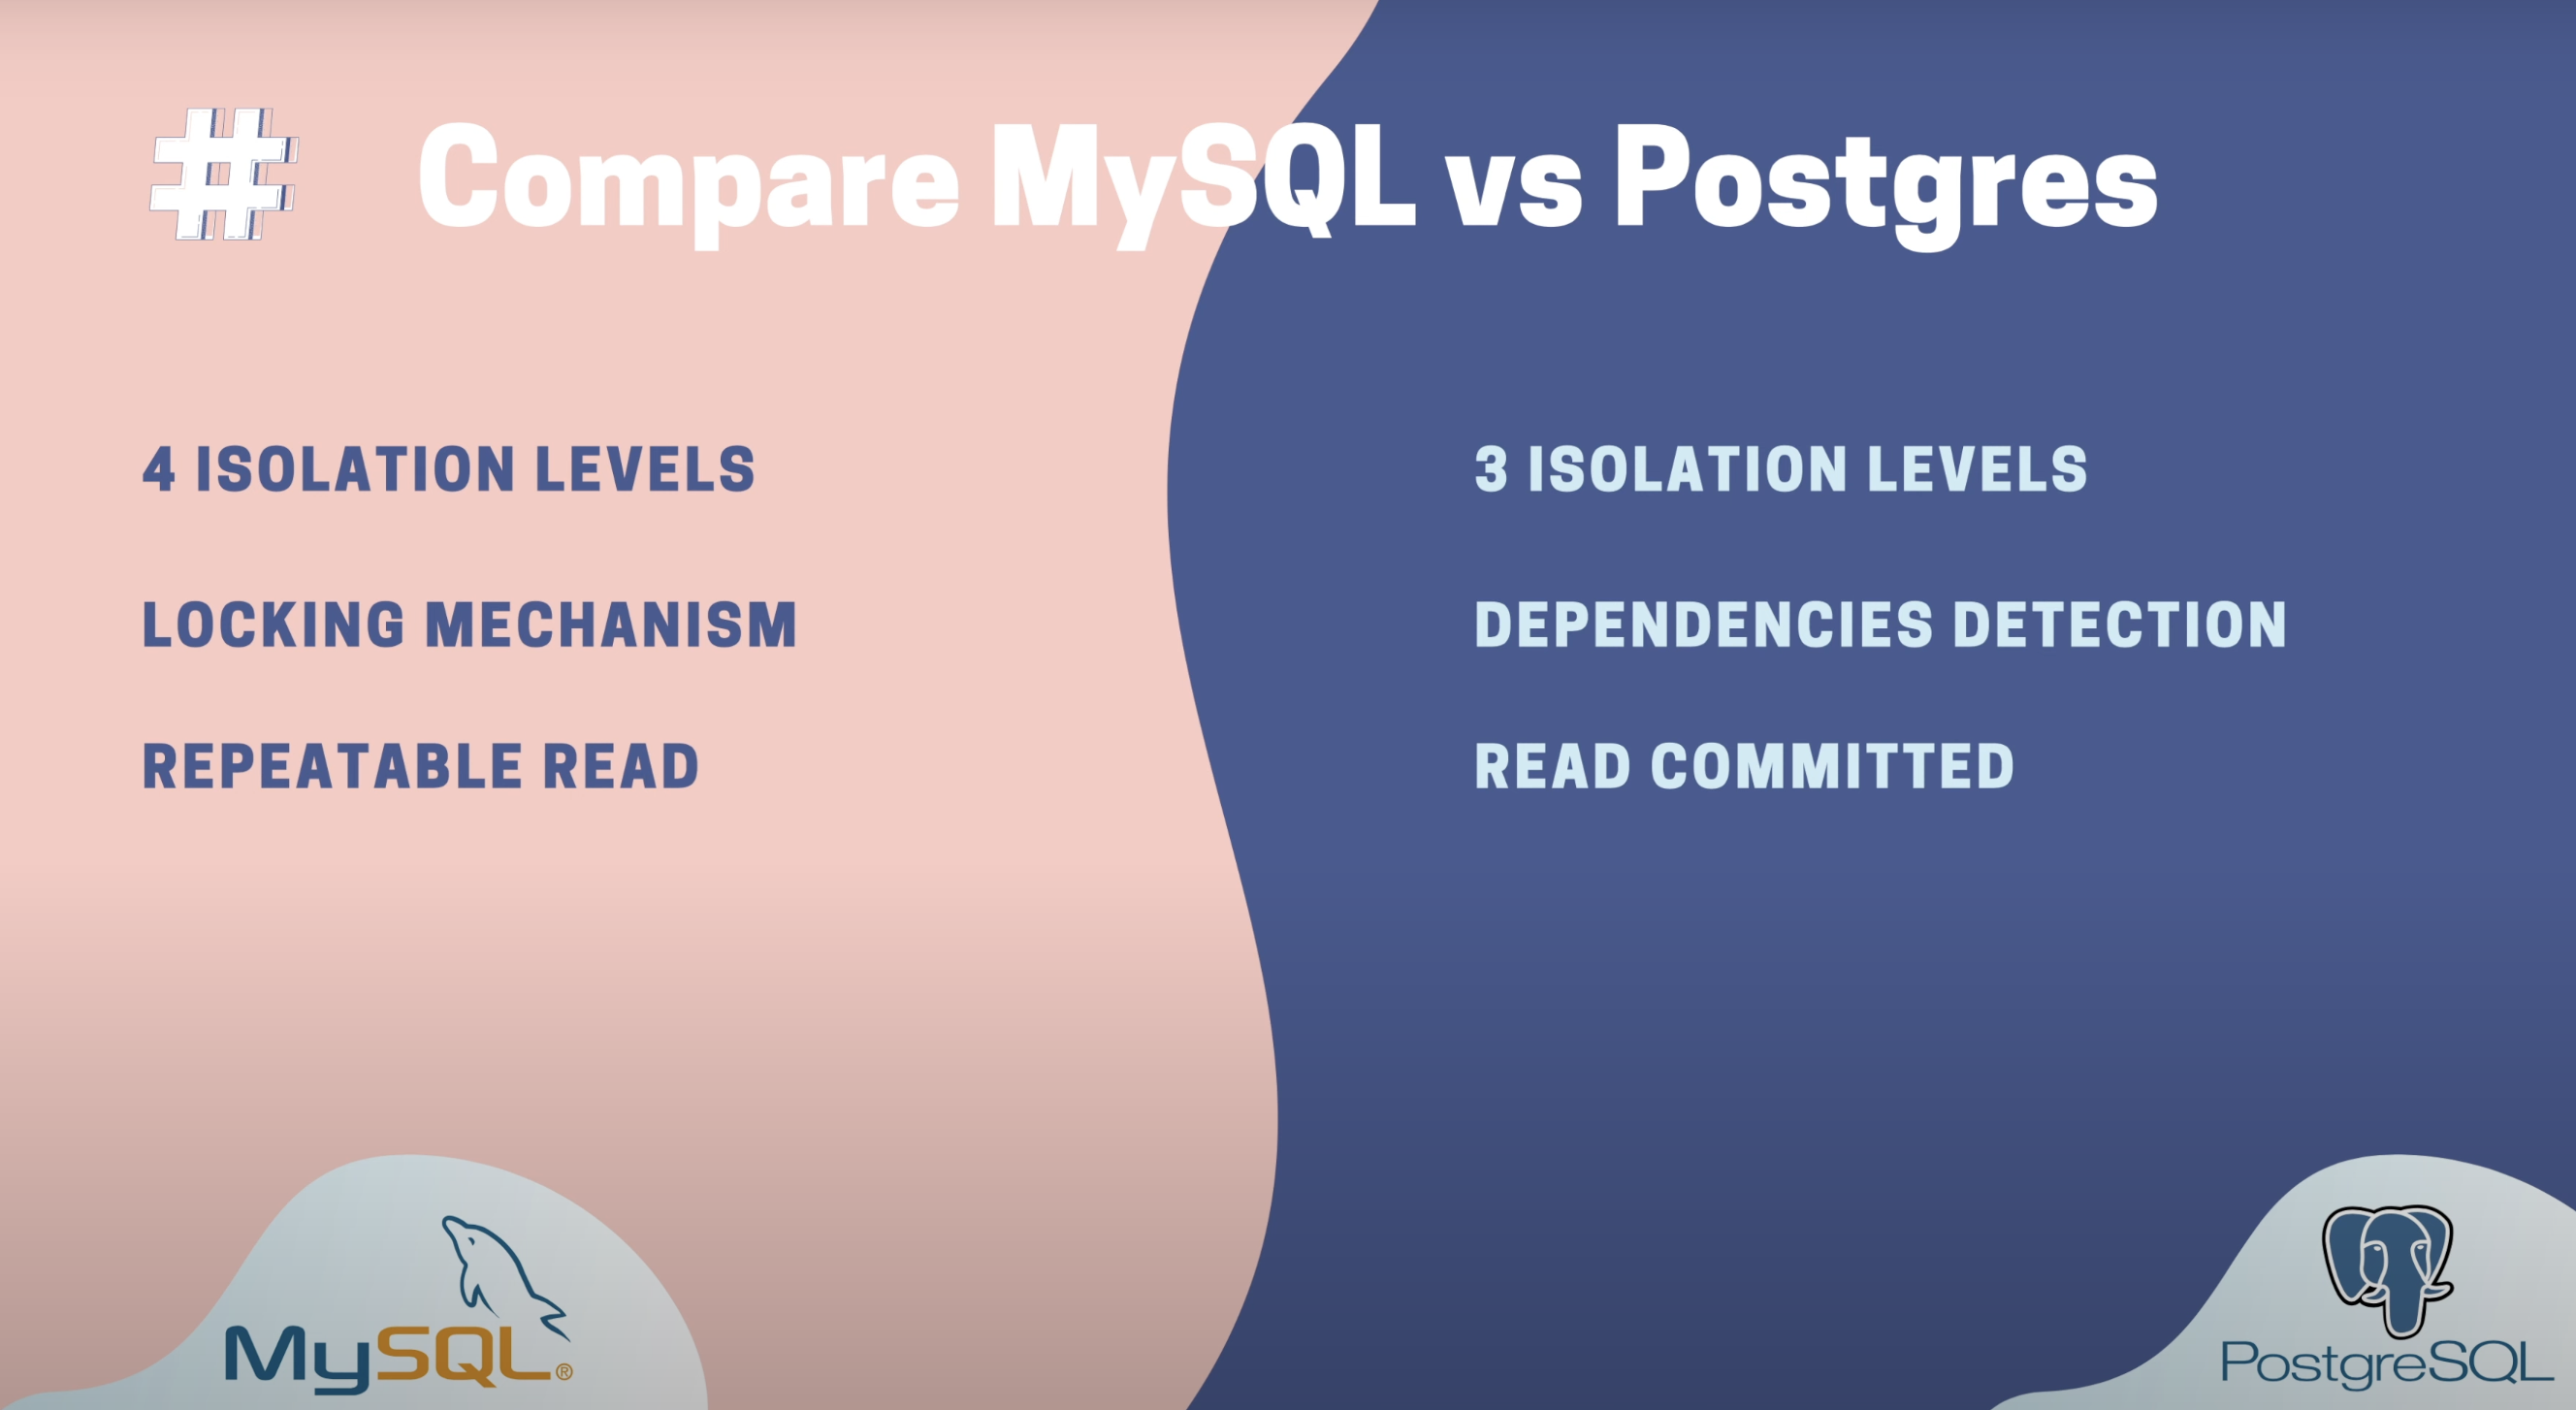 # Compare MySQL vs Postgres
4 ISOLATION LEVELS
LOCKING MECHANISM
REPEATABLE READ
3 ISOLATION LEVELS
DEPENDENCIES DETECTION
READ COMMITTED
MySQL®
PostgreSQL